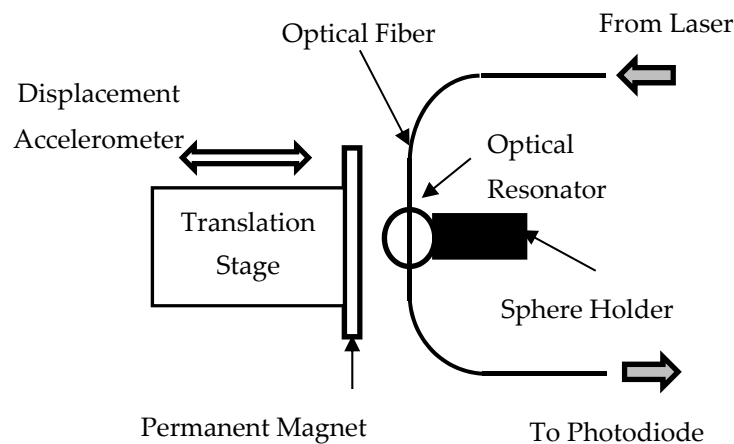 From Laser
Optical Fiber
Displacement
Accelerometer
Optical
Resonator
Translation
Stage
Sphere Holder
Permanent Magnet
To Photodiode